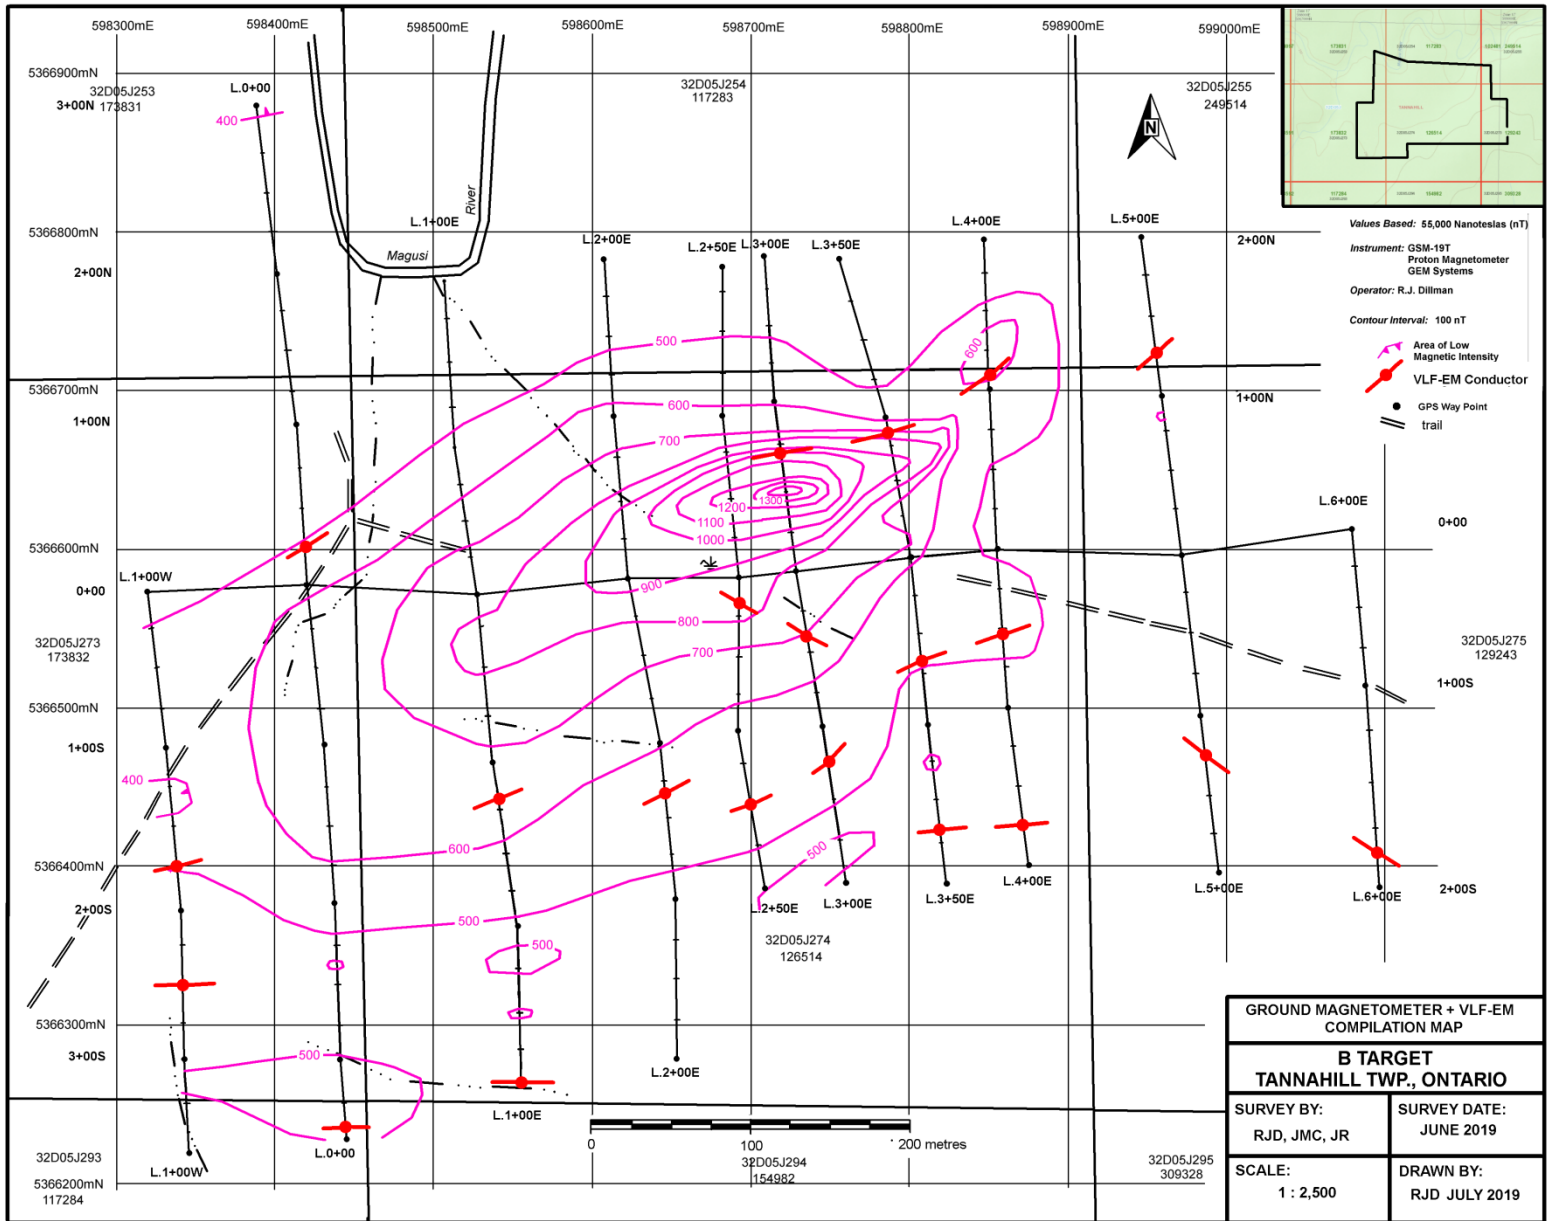 598300mE
598400mE
598500mE
598600mE
598700mE
598800mE
598900mE
599000mE
5366900mN
5366800mN
5366700mN
5366600mN
5366500mN
5366400mN
5366300mN
5366200mN
32D05J253
173831
3+00N
L.0+00
400
32D05J254
117283
32D05J255
249514
N
Magusi
River
L.1+00E
L.2+00E
L.2+50E
L.3+00E
L.3+50E
L.4+00E
L.5+00E
2+00N
2+00N
1+00N
1+00N
500
600
600
700
1300
1200
1100
1000
900
800
700
L.6+00E
0+00
L.1+00W
0+00
32D05J273
173832
32D05J275
129243
1+00S
1+00S
400
600
500
500
500
500
2+00S
2+00S
L.2+50E
L.3+00E
L.3+50E
L.4+00E
L.5+00E
L.6+00E
32D05J274
126514
3+00S
L.2+00E
L.1+00E
L.0+00
L.1+00W
32D05J293
117284
32D05J294
154982
32D05J295
309328
0
100
200 metres
Values Based: 55,000 Nanoteslas (nT)
Instrument: GSM-19T
Proton Magnetometer
GEM Systems
Operator: R.J. Dillman
Contour Interval: 100 nT
Area of Low
Magnetic Intensity
VLF-EM Conductor
GPS Way Point
trail
GROUND MAGNETOMETER + VLF-EM
COMPILATION MAP
B TARGET
TANNAHILL TWP., ONTARIO
SURVEY BY:
RJD, JMC, JR
SURVEY DATE:
JUNE 2019
SCALE:
1 : 2,500
DRAWN BY:
RJD JULY 2019